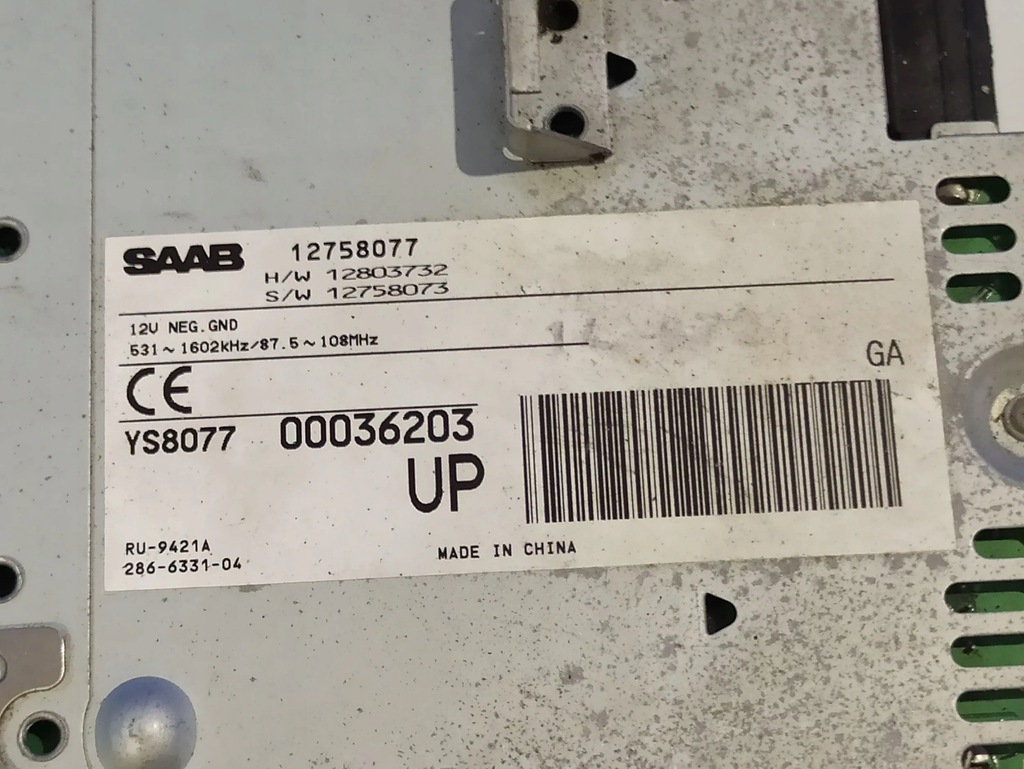 SAAB 12758077
H/W 12803732
S/W 12758073
12V NEG.GND
531~1602kHz/87.5~108MHz
GA
CE
YS8077 00036203
UP
RU-9421A
286-6331-04
MADE IN CHINA